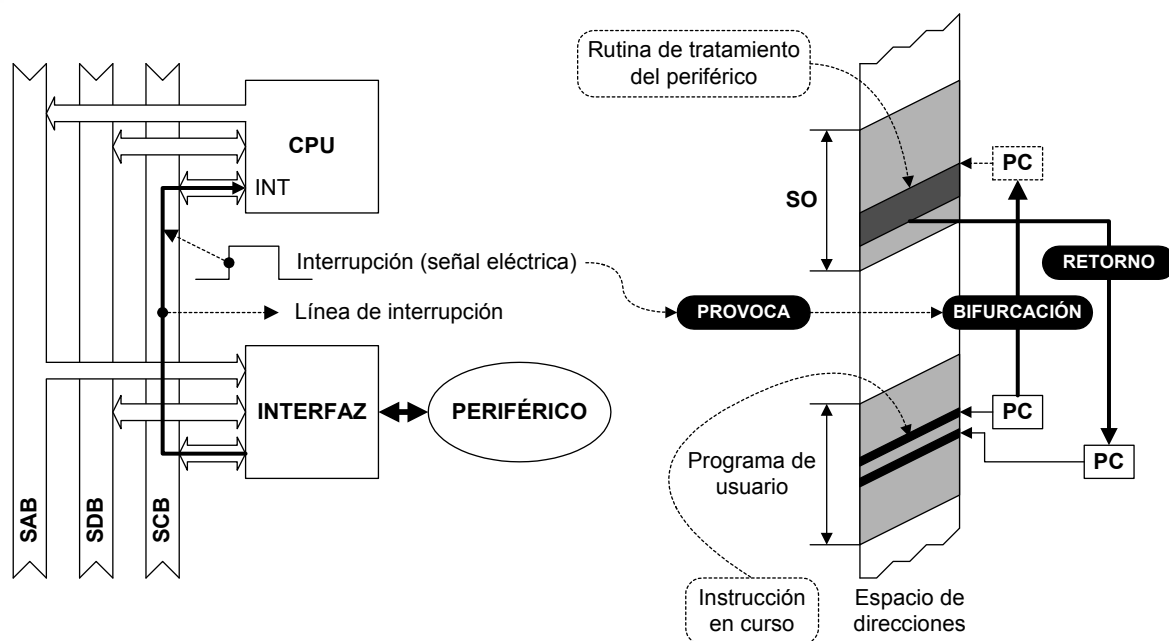 Rutina de tratamiento
del periférico
CPU
INT
PC
SO
RETORNO
Interrupción (señal eléctrica)
Línea de interrupción
PROVOCA
BIFURCACIÓN
INTERFAZ
PERIFÉRICO
PC
PC
Programa de
usuario
SAB
SDB
SCB
Instrucción
en curso
Espacio de
direcciones